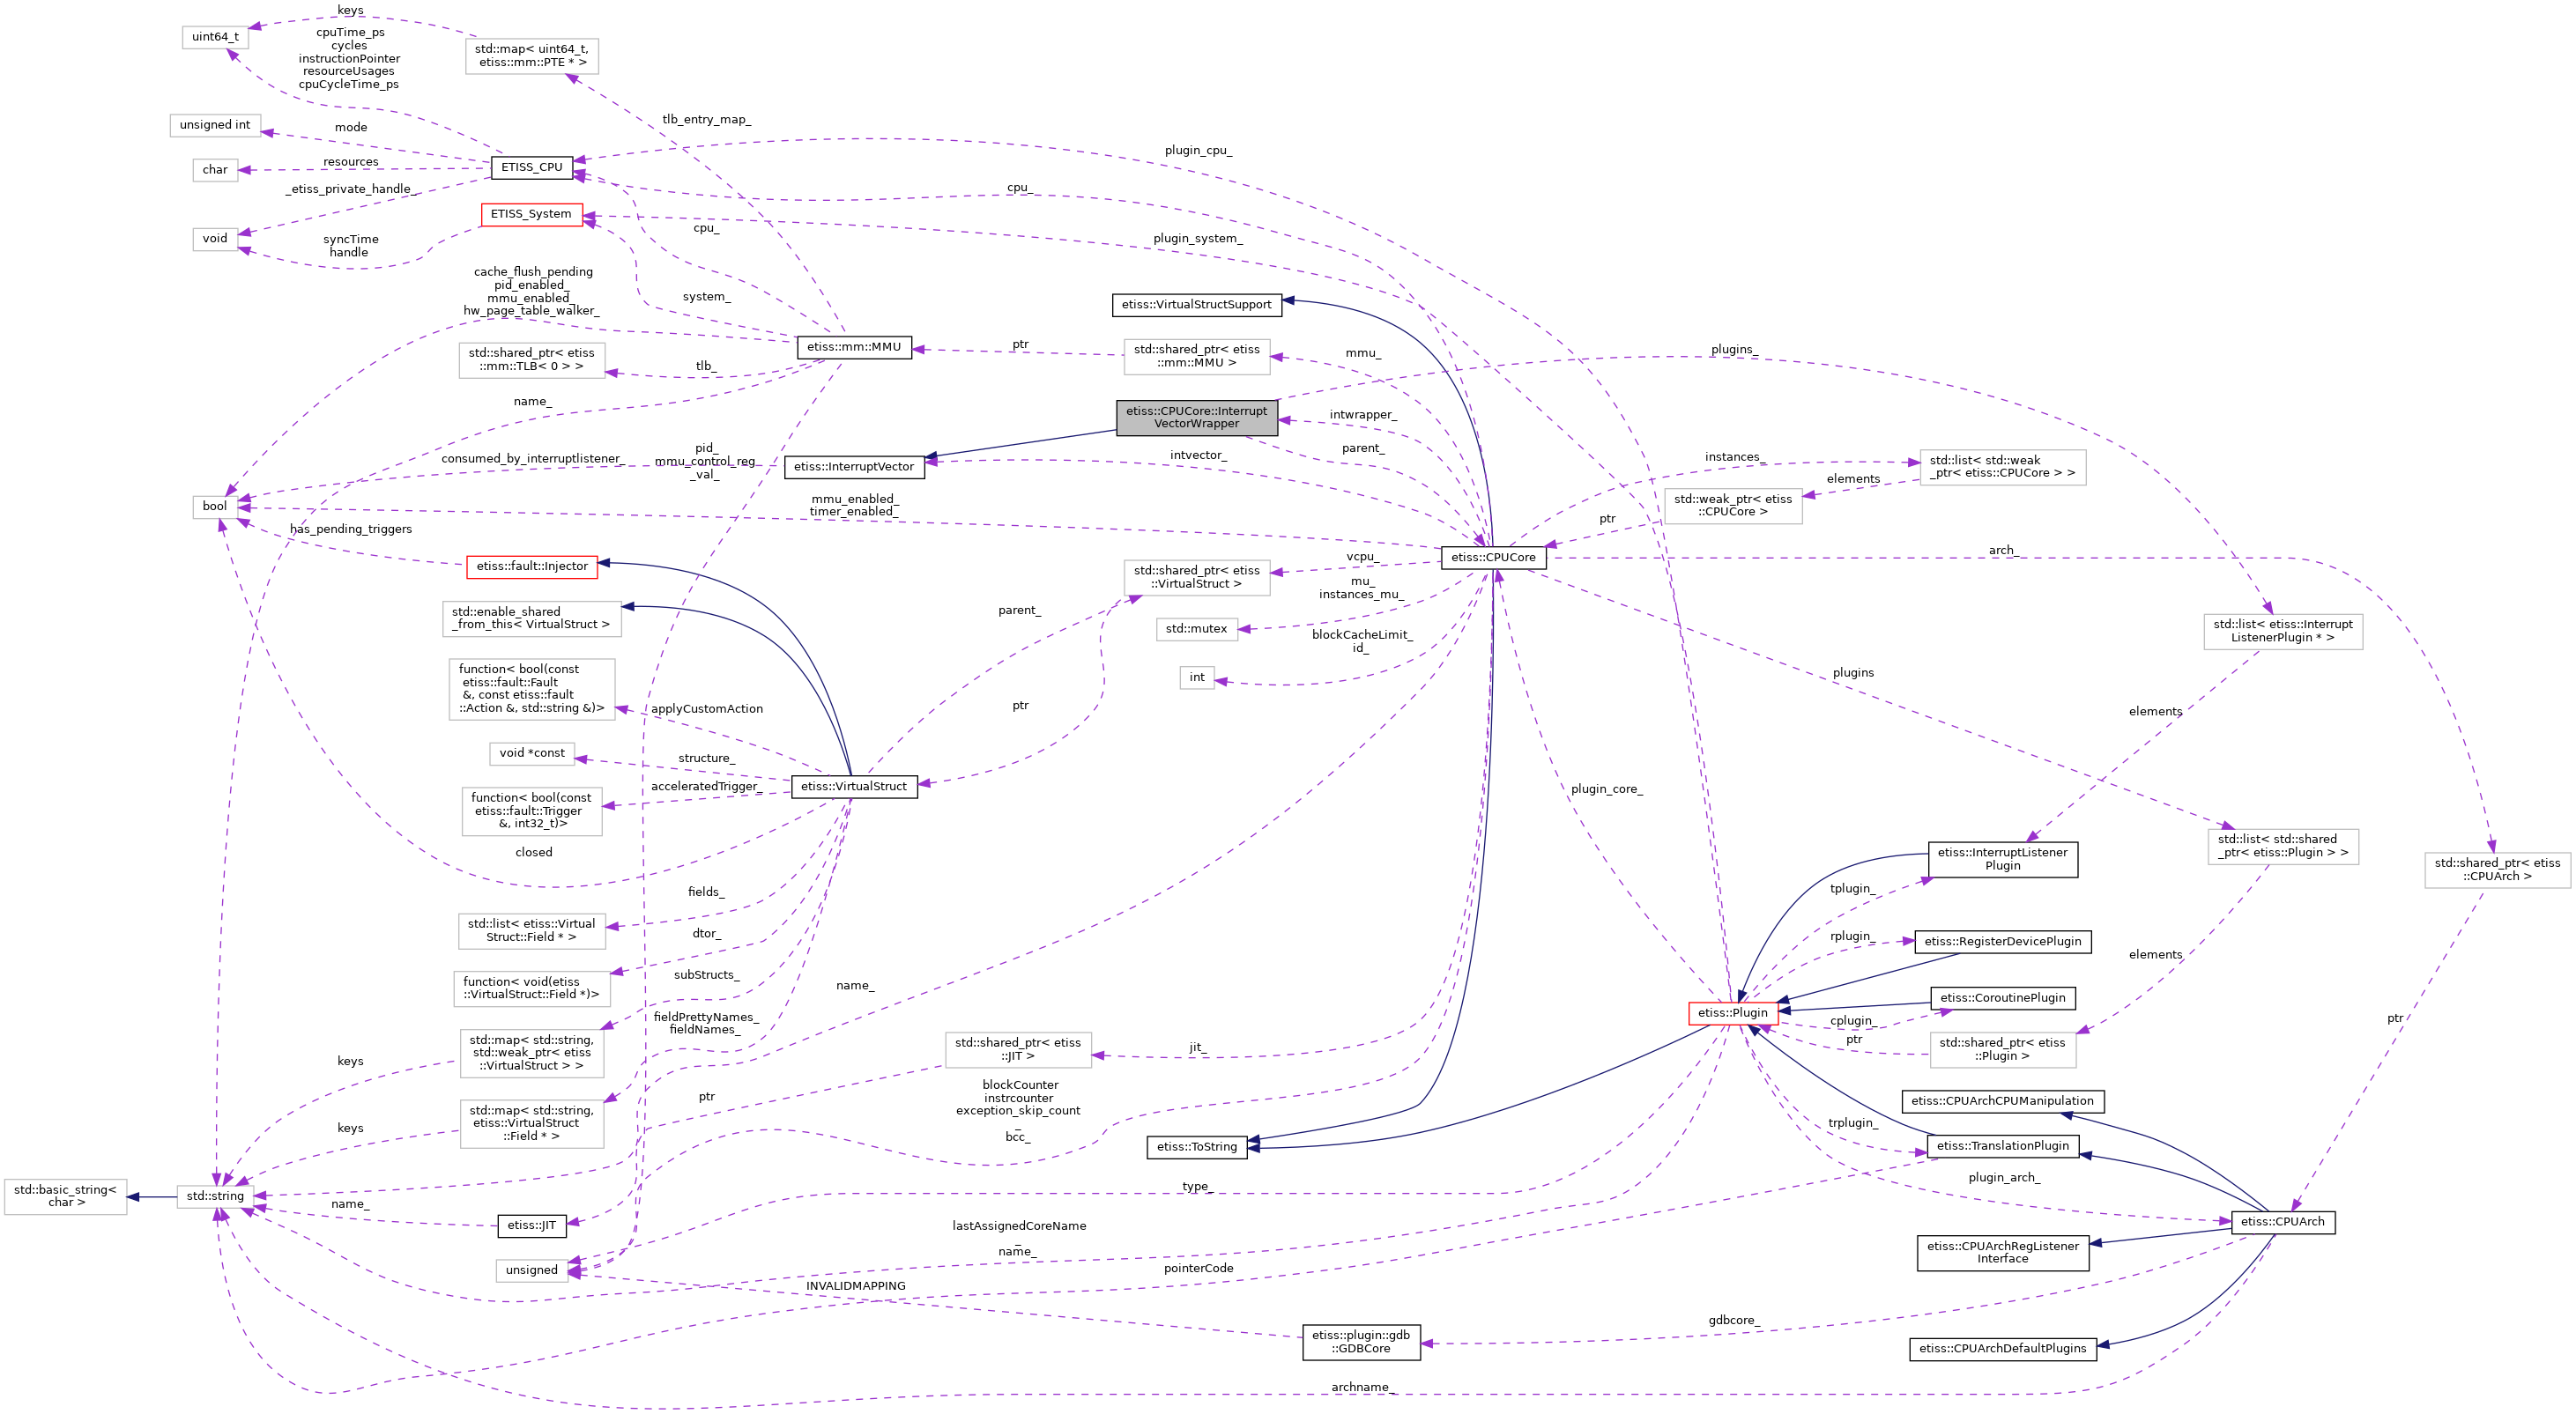 keys
uint64_t
cpuTime_ps
cycles
instructionPointer
resourceUsages
cpuCycleTime_ps
std::map< uint64_t,
etiss::mm::PTE * >
unsigned int
mode
tlb_entry_map_
char
resources
ETISS_CPU
plugin_cpu_
_etiss_private_handle_
cpu_
ETISS_System
void
syncTime
handle
cpu_
plugin_system_
cache_flush_pending
pid_enabled_
mmu_enabled_
hw_page_table_walker_
system_
etiss::VirtualStructSupport
std::shared_ptr< etiss
::mm::TLB< 0 > >
tlb_
etiss::mm::MMU
ptr
std::shared_ptr< etiss
::mm::MMU >
mmu_
plugins_
name_
etiss::CPUCore::Interrupt
VectorWrapper
intwrapper_
parent_
consumed_by_interruptlistener_
pid_
mmu_control_reg
_val_
etiss::InterruptVector
intvector_
instances_
std::list< std::weak
_ptr< etiss::CPUCore > >
elements
std::weak_ptr< etiss
::CPUCore >
ptr
bool
mmu_enabled_
timer_enabled_
has_pending_triggers
etiss::fault::Injector
etiss::CPUCore
arch_
vcpu_
std::shared_ptr< etiss
::VirtualStruct >
mu_
instances_mu_
std::enable_shared
_from_this< VirtualStruct >
parent_
std::mutex
blockCacheLimit_
id_
int
std::list< etiss::Interrupt
ListenerPlugin * >
function< bool(const
etiss::fault::Fault
&, const etiss::fault
::Action &, std::string &)>
applyCustomAction
ptr
plugins
elements
void *const
structure_
etiss::VirtualStruct
function< bool(const
etiss::fault::Trigger
&, int32_t)>
acceleratedTrigger_
plugin_core_
closed
etiss::InterruptListener
Plugin
std::list< std::shared
_ptr< etiss::Plugin > >
std::shared_ptr< etiss
::CPUArch >
tplugin_
fields_
std::list< etiss::Virtual
Struct::Field * >
dtor_
rplugin_
etiss::RegisterDevicePlugin
elements
function< void(etiss
::VirtualStruct::Field *)>
subStructs_
name_
etiss::CoroutinePlugin
etiss::Plugin
cplugin_
fieldPrettyNames_
fieldNames_
ptr
ptr
std::map< std::string,
std::weak_ptr< etiss
::VirtualStruct > >
keys
std::shared_ptr< etiss
::JIT >
jit_
std::shared_ptr< etiss
::Plugin >
ptr
blockCounter
instrcounter
exception_skip_count
_
bcc_
etiss::CPUArchCPUManipulation
std::map< std::string,
etiss::VirtualStruct
::Field * >
keys
trplugin_
etiss::ToString
etiss::TranslationPlugin
plugin_arch_
std::basic_string<
char >
std::string
type_
name_
etiss::JIT
etiss::CPUArch
lastAssignedCoreName
_
name_
etiss::CPUArchRegListener
Interface
unsigned
pointerCode
INVALIDMAPPING
gdbcore_
etiss::plugin::gdb
::GDBCore
etiss::CPUArchDefaultPlugins
archname_